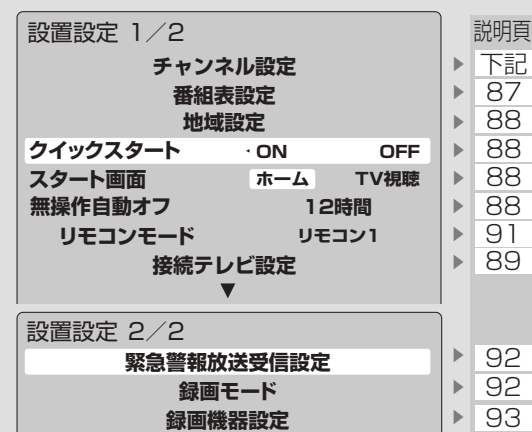 設置設定 1／2
説明頁
チャンネル設定 ▶ 下記
番組表設定 ▶ 87
地域設定 ▶ 88
クイックスタート ・ON OFF ▶ 88
スタート画面 ホーム TV視聴 ▶ 88
無操作自動オフ 12時間 ▶ 88
リモコンモード リモコン1 ▶ 91
接続テレビ設定 ▶ 89
▼
設置設定 2／2
緊急警報放送受信設定 ▶ 92
録画モード ▶ 92
録画機器設定 ▶ 93